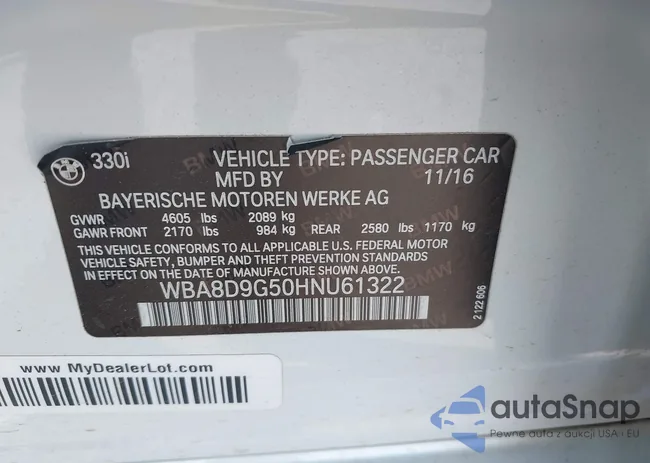 330i VEHICLE TYPE: PASSENGER CAR
MFD BY 11/16
BAYERISCHE MOTOREN WERKE AG
GVWR 4605 lbs 2089 kg
GAWR FRONT 2170 lbs 984 kg REAR 2580 lbs 1170 kg
THIS VEHICLE CONFORMS TO ALL APPLICABLE U.S. FEDERAL MOTOR
VEHICLE SAFETY, BUMPER AND THEFT PREVENTION STANDARDS
IN EFFECT ON THE DATE OF MANUFACTURE SHOWN ABOVE
WBA8D9G50HNU61322
2 122 606
www.MyDealerLot.com
autoSnap
Pewne auta z aukcji USA i EU